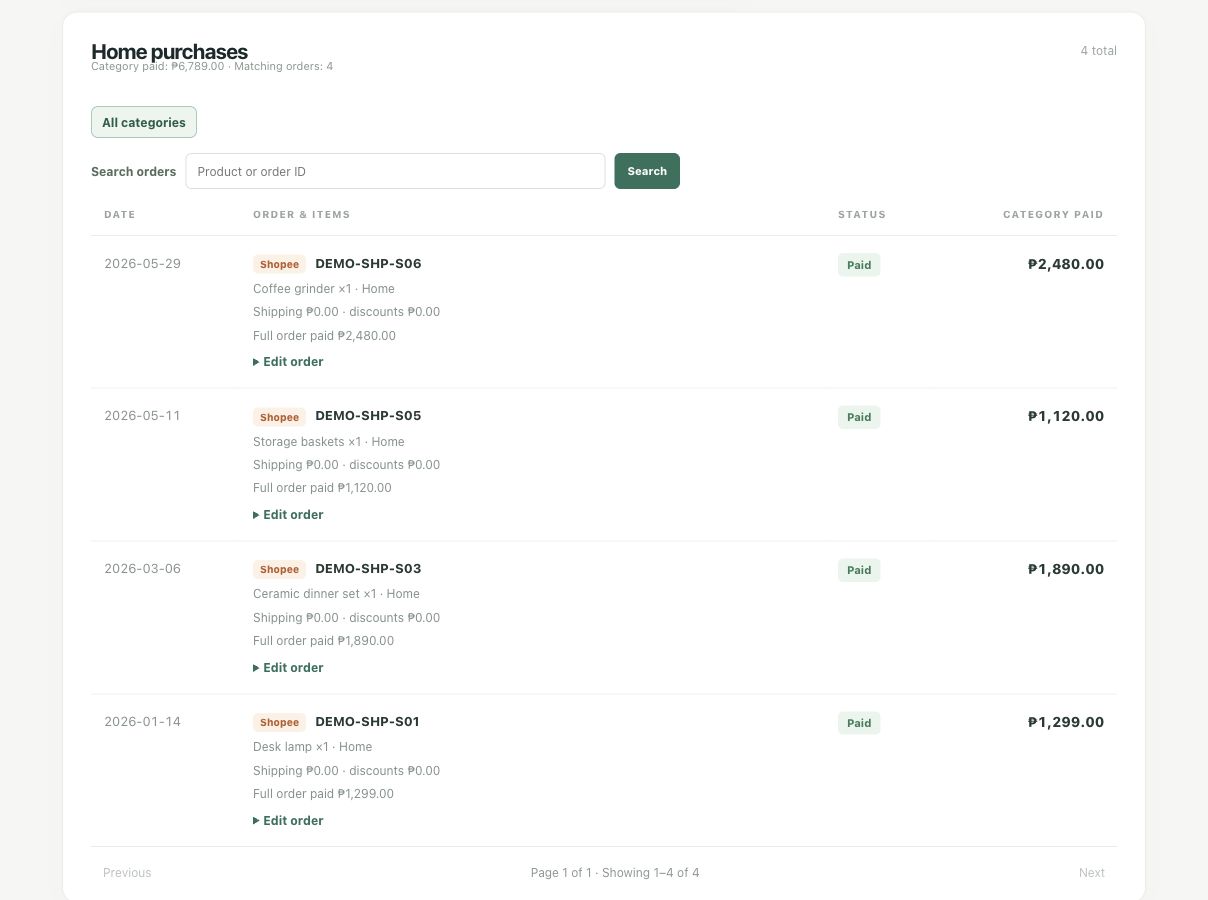 Home purchases
4 total
Category paid: ₱6,789.00 · Matching orders: 4
All categories
Search orders Product or order ID Search
DATE ORDER & ITEMS STATUS CATEGORY PAID
2026-05-29 Shopee DEMO-SHP-S06 Paid ₱2,480.00
Coffee grinder ×1 · Home
Shipping ₱0.00 · discounts ₱0.00
Full order paid ₱2,480.00
Edit order
2026-05-11 Shopee DEMO-SHP-S05 Paid ₱1,120.00
Storage baskets ×1 · Home
Shipping ₱0.00 · discounts ₱0.00
Full order paid ₱1,120.00
Edit order
2026-03-06 Shopee DEMO-SHP-S03 Paid ₱1,890.00
Ceramic dinner set ×1 · Home
Shipping ₱0.00 · discounts ₱0.00
Full order paid ₱1,890.00
Edit order
2026-01-14 Shopee DEMO-SHP-S01 Paid ₱1,299.00
Desk lamp ×1 · Home
Shipping ₱0.00 · discounts ₱0.00
Full order paid ₱1,299.00
Edit order
Previous Page 1 of 1 · Showing 1–4 of 4 Next